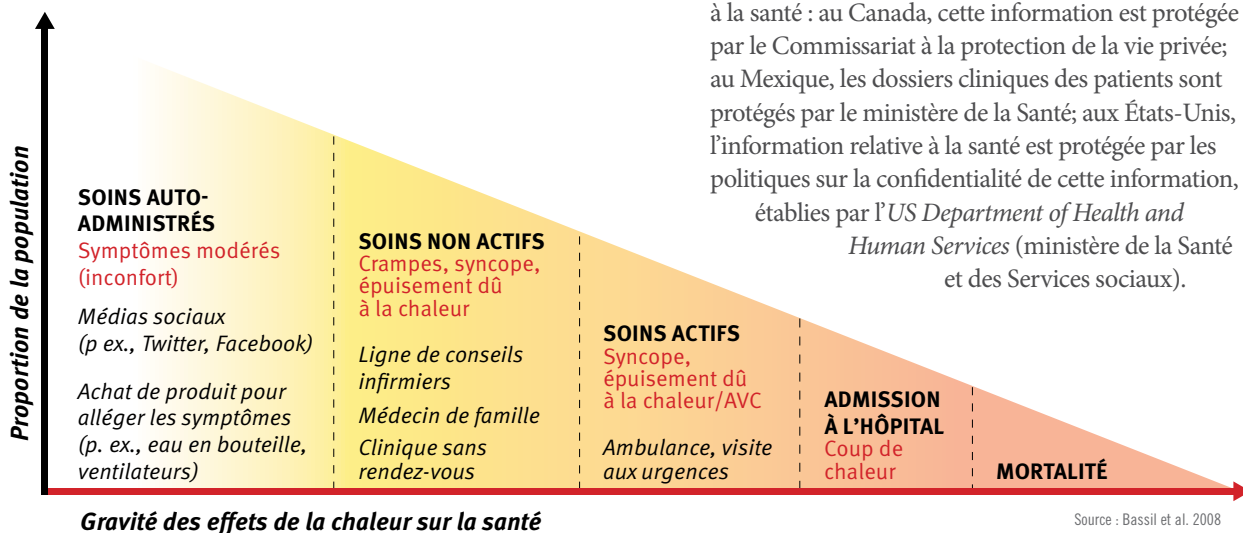 à la santé : au Canada, cette information est protégée
par le Commissariat à la protection de la vie privée;
au Mexique, les dossiers cliniques des patients sont
protégés par le ministère de la Santé; aux États-Unis,
l'information relative à la santé est protégée par les
politiques sur la confidentialité de cette information,
établies par l'US Department of Health and
Human Services (ministère de la Santé
et des Services sociaux).
Proportion de la population
SOINS AUTO-
ADMINISTRÉS
Symptômes modérés
(inconfort)
Médias sociaux
(p ex., Twitter, Facebook)
Achat de produit pour
alléger les symptômes
(p. ex., eau en bouteille,
ventilateurs)
SOINS NON ACTIFS
Crampes, syncope,
épuisement dû
à la chaleur
Ligne de conseils
infirmiers
Médecin de famille
Clinique sans
rendez-vous
SOINS ACTIFS
Syncope,
épuisement dû
à la chaleur/AVC
Ambulance, visite
aux urgences
ADMISSION
À L'HÔPITAL
Coup de
chaleur
MORTALITÉ
Gravité des effets de la chaleur sur la santé
Source : Bassil et al. 2008